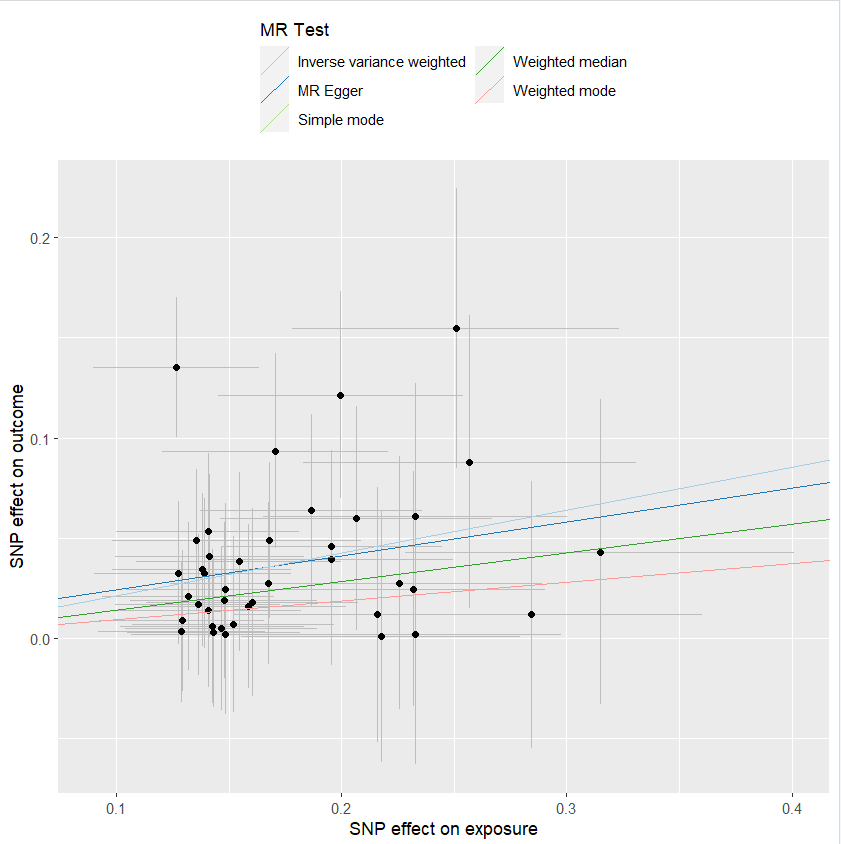 MR Test
Inverse variance weighted
Weighted median
MR Egger
Weighted mode
Simple mode
SNP effect on outcome
0.2
0.1
0.0
0.1
0.2
0.3
0.4
SNP effect on exposure